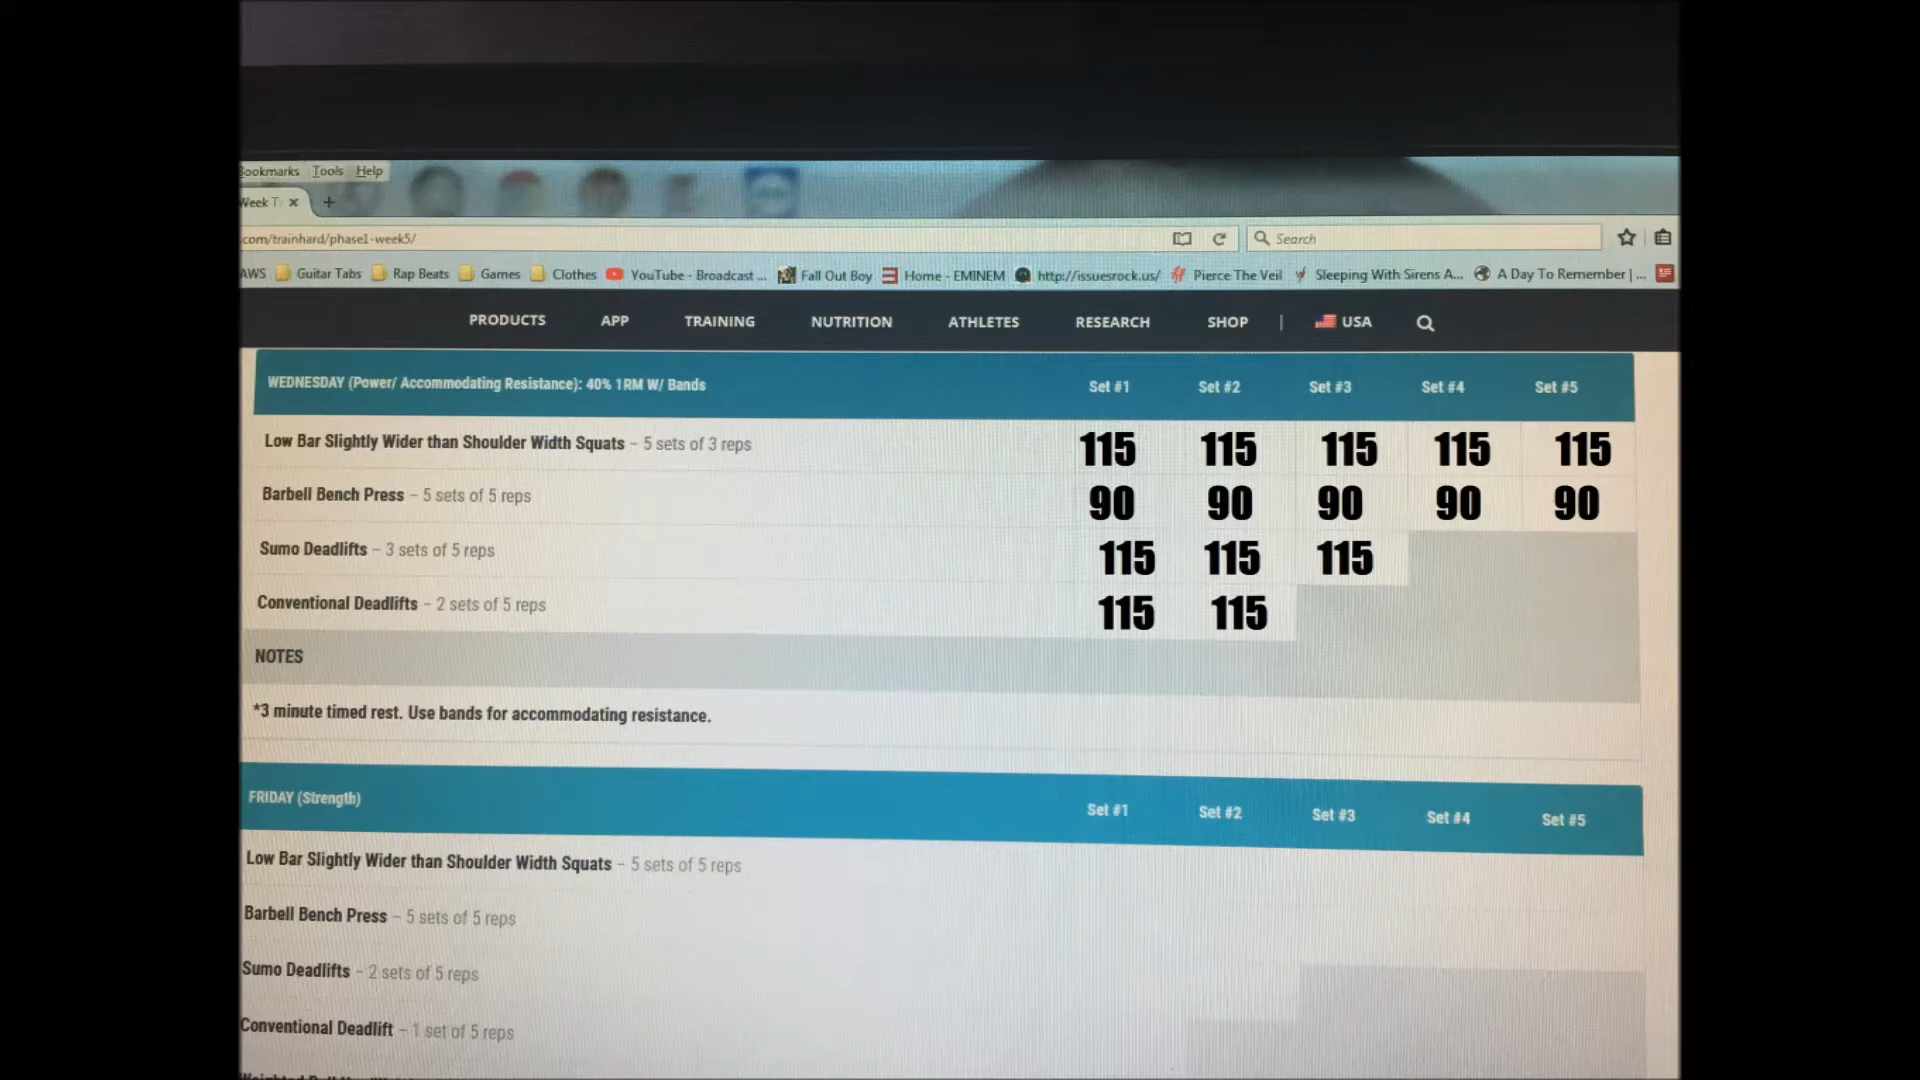 Bookmarks Tools Help
Week T
.com/trainhard/phase1-week5/ Search
AWS Guitar Tabs Rap Beats Games Clothes YouTube - Broadcast ... Fall Out Boy Home - EMINEM http://issuesrock.us/ Pierce The Veil Sleeping With Sirens A... A Day To Remember | ...
PRODUCTS APP TRAINING NUTRITION ATHLETES RESEARCH SHOP | USA
WEDNESDAY (Power/ Accommodating Resistance): 40% 1RM W/ Bands Set #1 Set #2 Set #3 Set #4 Set #5
Low Bar Slightly Wider than Shoulder Width Squats – 5 sets of 3 reps 115 115 115 115 115
Barbell Bench Press – 5 sets of 5 reps 90 90 90 90 90
Sumo Deadlifts – 3 sets of 5 reps 115 115 115
Conventional Deadlifts – 2 sets of 5 reps 115 115
NOTES
*3 minute timed rest. Use bands for accommodating resistance.
FRIDAY (Strength) Set #1 Set #2 Set #3 Set #4 Set #5
Low Bar Slightly Wider than Shoulder Width Squats – 5 sets of 5 reps
Barbell Bench Press – 5 sets of 5 reps
Sumo Deadlifts – 2 sets of 5 reps
Conventional Deadlift – 1 set of 5 reps